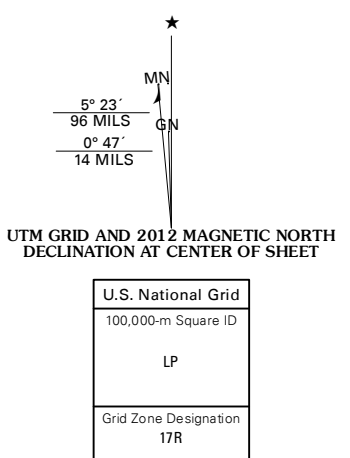 ★
MN
GN
5° 23´
96 MILS
0° 47´
14 MILS
UTM GRID AND 2012 MAGNETIC NORTH
DECLINATION AT CENTER OF SHEET
U.S. National Grid
100,000-m Square ID
LP
Grid Zone Designation
17R